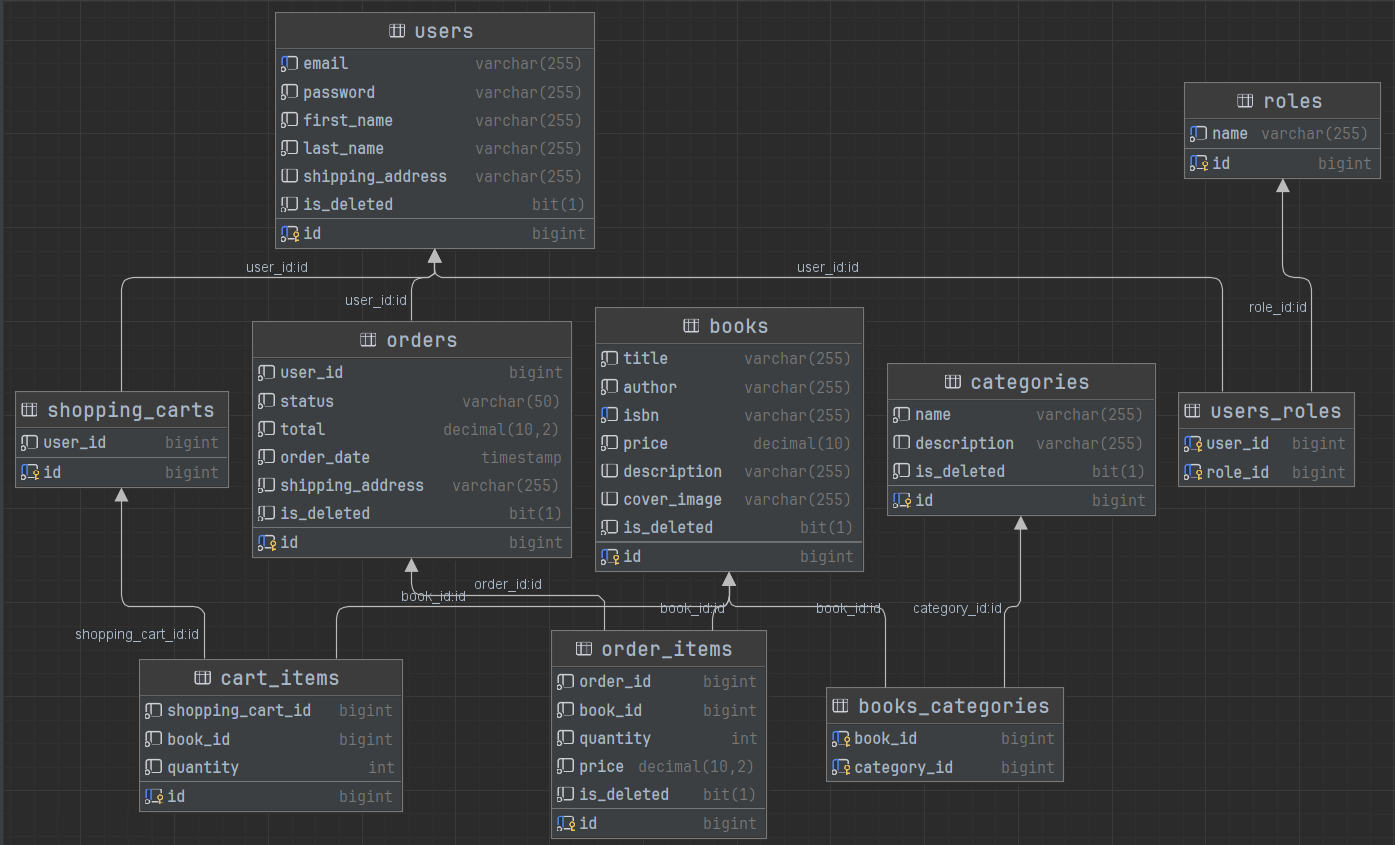 users
email varchar(255)
password varchar(255)
first_name varchar(255)
last_name varchar(255)
shipping_address varchar(255)
is_deleted bit(1)
id bigint
roles
name varchar(255)
id bigint
user_id:id
user_id:id
user_id:id
role_id:id
shopping_carts
user_id bigint
id bigint
orders
user_id bigint
status varchar(50)
total decimal(10,2)
order_date timestamp
shipping_address varchar(255)
is_deleted bit(1)
id bigint
books
title varchar(255)
author varchar(255)
isbn varchar(255)
price decimal(10)
description varchar(255)
cover_image varchar(255)
is_deleted bit(1)
id bigint
categories
name varchar(255)
description varchar(255)
is_deleted bit(1)
id bigint
users_roles
user_id bigint
role_id bigint
order_id:id
book_id:id
book_id:id
book_id:id
category_id:id
shopping_cart_id:id
cart_items
shopping_cart_id bigint
book_id bigint
quantity int
id bigint
order_items
order_id bigint
book_id bigint
quantity int
price decimal(10,2)
is_deleted bit(1)
id bigint
books_categories
book_id bigint
category_id bigint